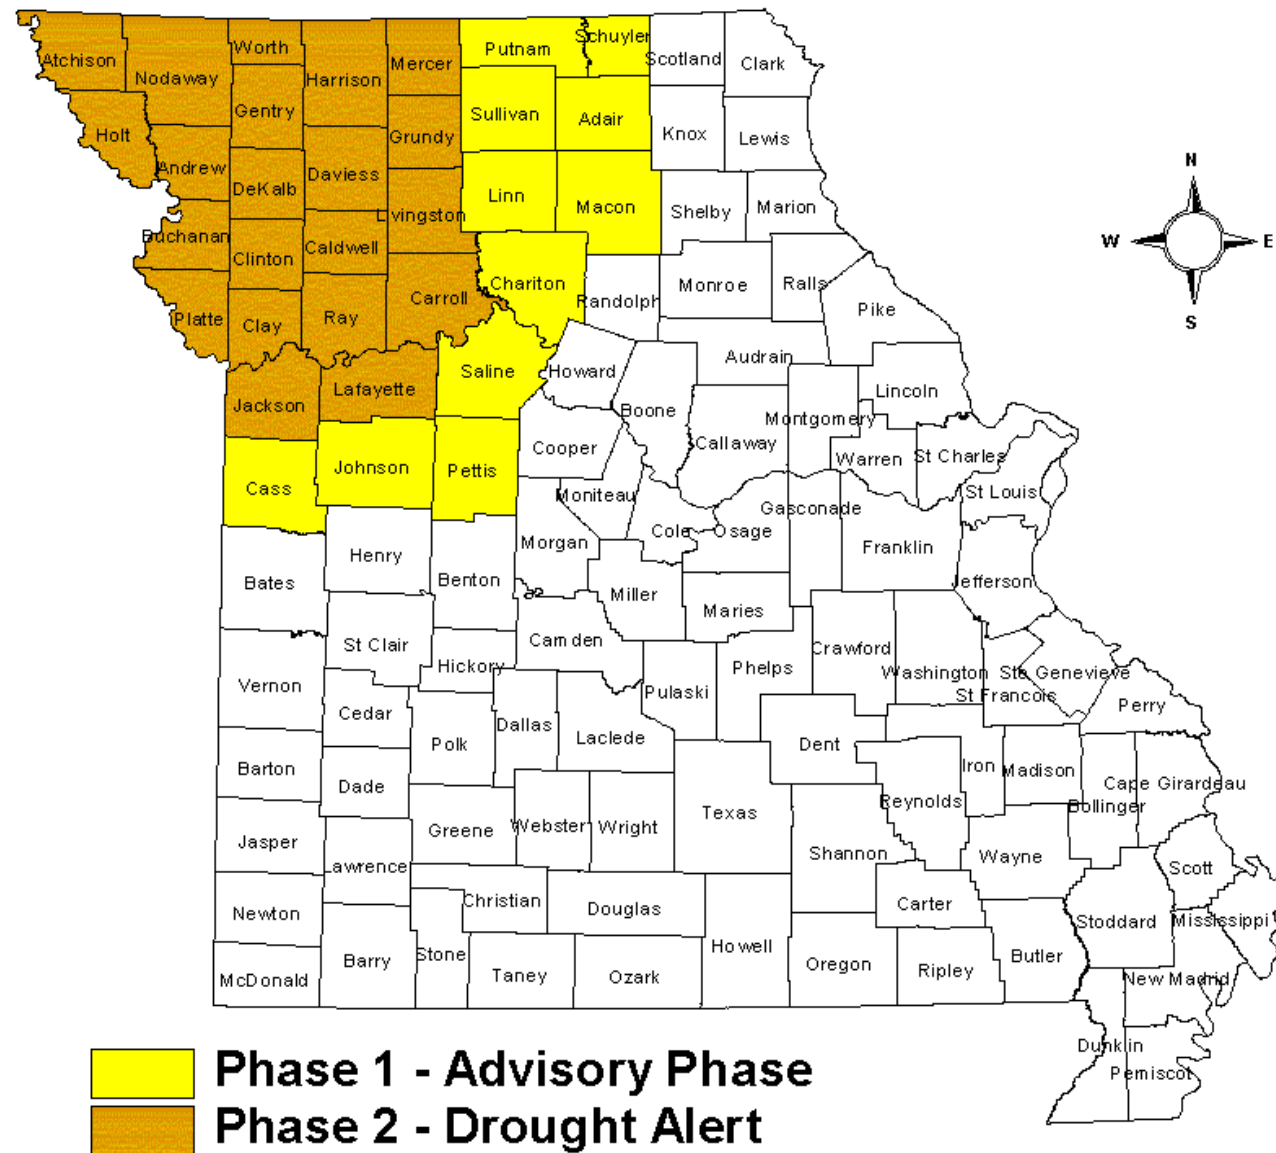 Atchison
Nodaway
Worth
Harrison
Mercer
Putnam
Schuyler
Scotland
Clark
Holt
Gentry
Grundy
Sullivan
Adair
Knox
Lewis
Andrew
DeKalb
Daviess
Livingston
Linn
Macon
Shelby
Marion
N
W
E
S
Buchanan
Clinton
Caldwell
Carroll
Chariton
Randolph
Monroe
Ralls
Pike
Platte
Clay
Ray
Saline
Howard
Audrain
Lincoln
Jackson
Lafayette
Boone
Callaway
Montgomery
Warren
St Charles
Cass
Johnson
Pettis
Cooper
Moniteau
St Louis
Gasconade
Cole
Osage
Franklin
Bates
Henry
Benton
Morgan
Miller
Maries
Jefferson
St Clair
Hickory
Camden
Pulaski
Phelps
Crawford
Washington
Ste Genevieve
St Francois
Perry
Vernon
Cedar
Polk
Dallas
Laclede
Dent
Iron
Madison
Cape Girardeau
Bollinger
Barton
Dade
Greene
Webster
Wright
Texas
Reynolds
Shannon
Wayne
Scott
Jasper
awrence
Christian
Douglas
Carter
Stoddard
Mississippi
Newton
Barry
Stone
Taney
Ozark
Howell
Oregon
Ripley
Butler
New Madrid
McDonald
Dunklin
Pemiscot
Phase 1 - Advisory Phase
Phase 2 - Drought Alert